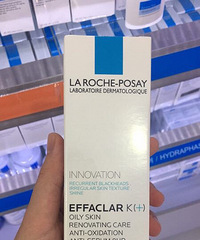 LA ROCHE-POSAY
LABORATOIRE DERMATOLOGIQUE
INNOVATION
RECURRENT BLACKHEADS
IRREGULAR SKIN TEXTURE
SHINE
EFFACLAR K(+)
OILY SKIN
RENOVATING CARE
ANTI-OXIDATION
HYDRAPHASE